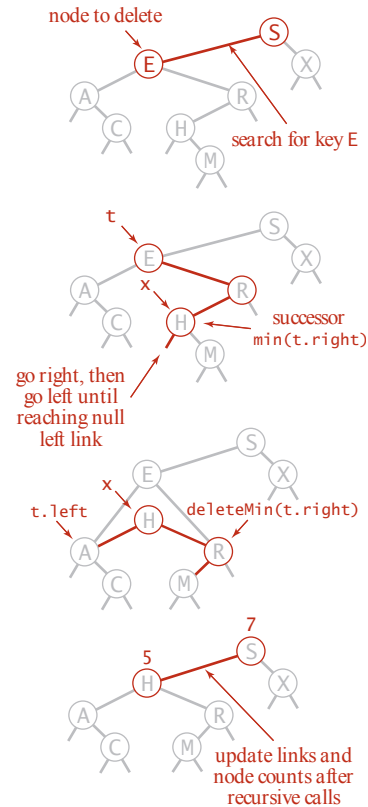 node to delete
S
E
X
A
R
C
H
search for key E
M
t
S
E
X
x
A
R
C
H
successor
min(t.right)
M
go right, then
go left until
reaching null
left link
S
E
X
x
t.left
H
deleteMin(t.right)
A
R
C
M
7
5
S
H
X
A
R
C
M
update links and
node counts after
recursive calls